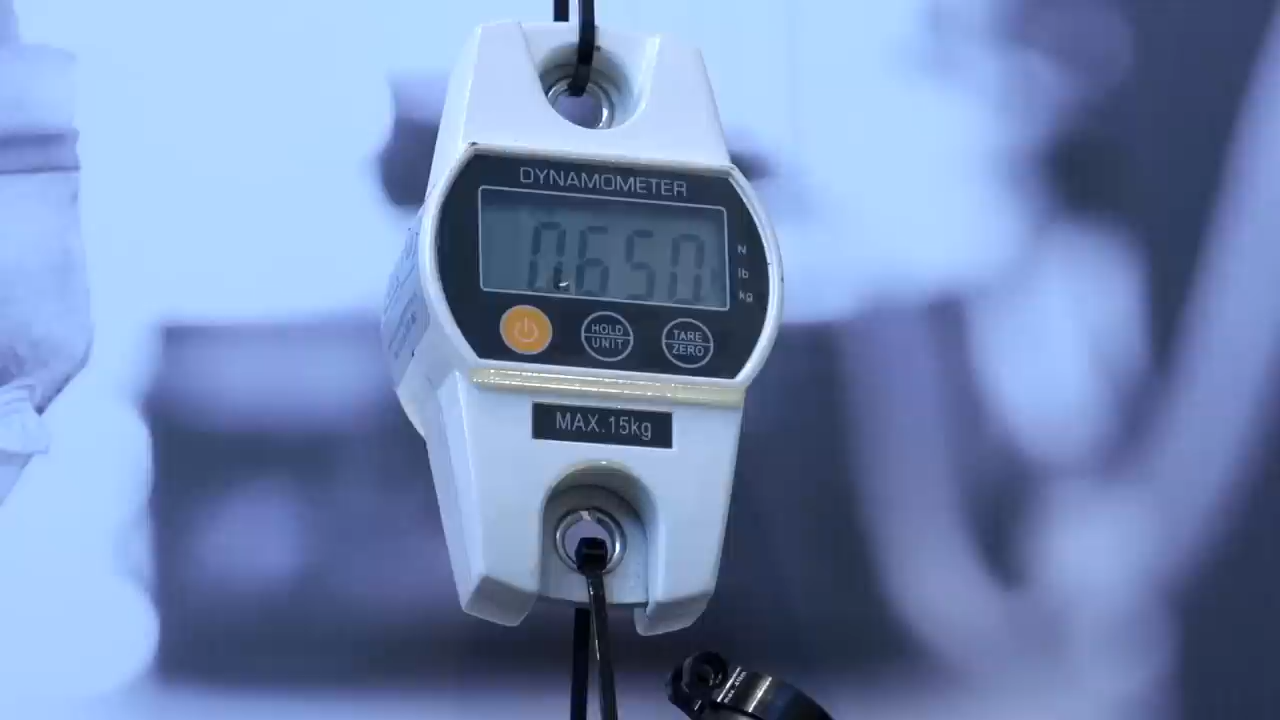 DYNAMOMETER
0.650
N
lb
kg
HOLD
UNIT
TARE
ZERO
MAX.15kg